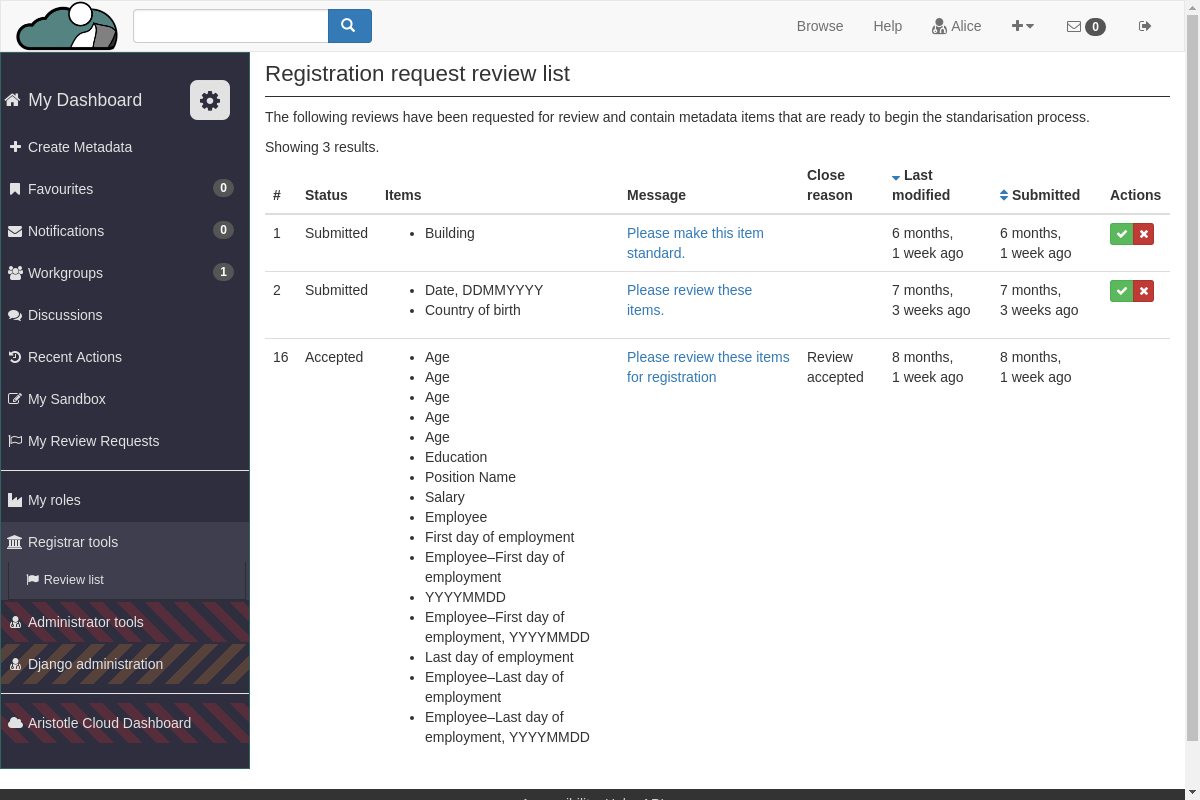 Browse
Help
Alice
0
My Dashboard
Create Metadata
Favourites 0
Notifications 0
Workgroups 1
Discussions
Recent Actions
My Sandbox
My Review Requests
My roles
Registrar tools
Review list
Administrator tools
Django administration
Aristotle Cloud Dashboard
Registration request review list
The following reviews have been requested for review and contain metadata items that are ready to begin the standarisation process.
Showing 3 results.
# Status Items Message Close reason Last modified Submitted Actions
1 Submitted
Building
Please make this item
standard.
6 months,
1 week ago
6 months,
1 week ago
2 Submitted
Date, DDMMYYYY
Country of birth
Please review these
items.
7 months,
3 weeks ago
7 months,
3 weeks ago
16 Accepted
Age
Age
Age
Age
Age
Education
Position Name
Salary
Employee
First day of employment
Employee–First day of
employment
YYYYMMDD
Employee–First day of
employment, YYYYMMDD
Last day of employment
Employee–Last day of
employment
Employee–Last day of
employment, YYYYMMDD
Please review these items
for registration
Review
accepted
8 months,
1 week ago
8 months,
1 week ago